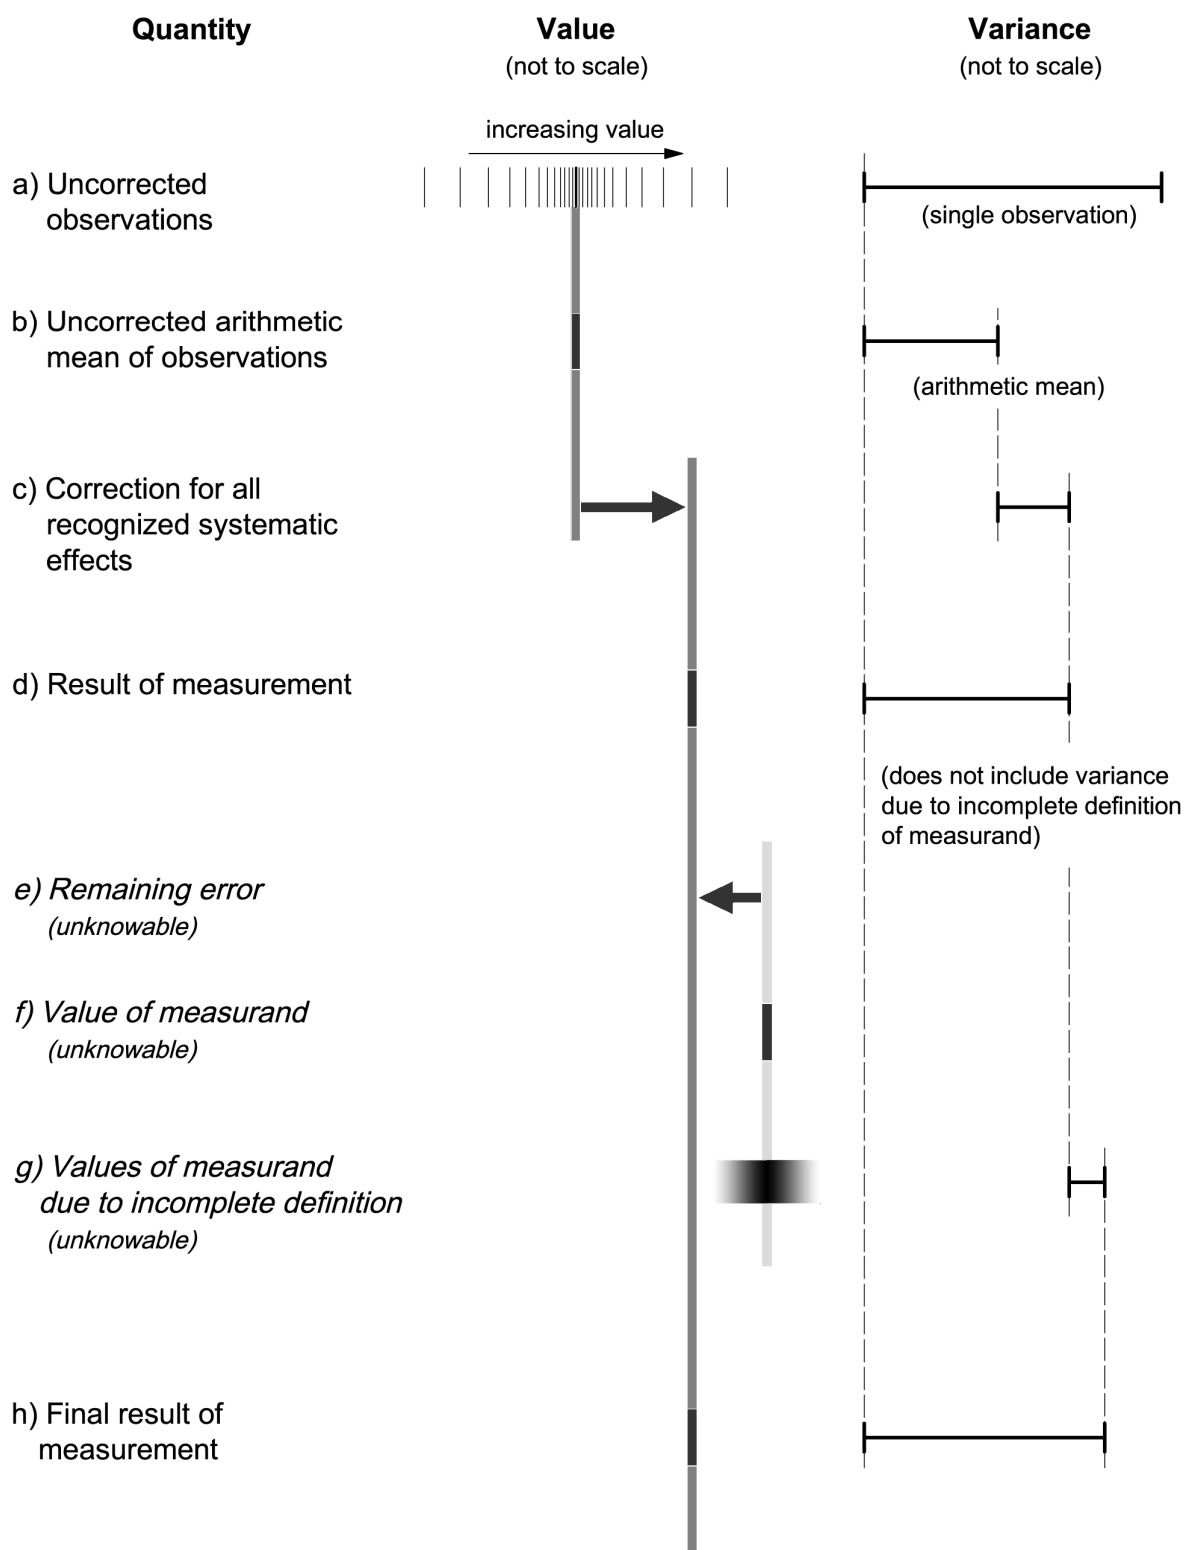 Quantity
Value
Variance
(not to scale)
(not to scale)
increasing value
a) Uncorrected
observations
(single observation)
b) Uncorrected arithmetic
mean of observations
(arithmetic mean)
c) Correction for all
recognized systematic
effects
d) Result of measurement
(does not include variance
due to incomplete definition
of measurand)
e) Remaining error
(unknowable)
f) Value of measurand
(unknowable)
g) Values of measurand
due to incomplete definition
(unknowable)
h) Final result of
measurement